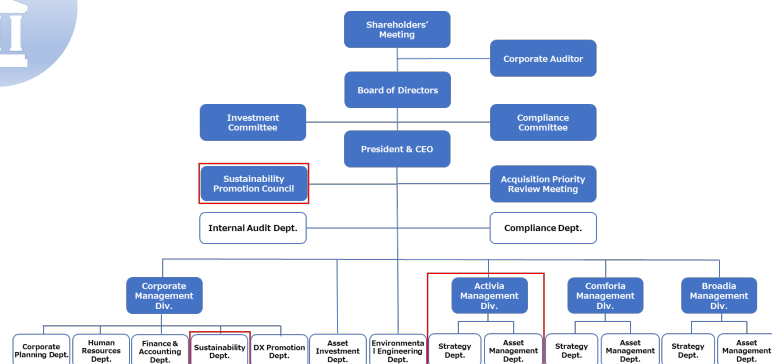 Shareholders'
Meeting
Corporate Auditor
Board of Directors
Investment
Committee
Compliance
Committee
President & CEO
Sustainability
Promotion Council
Acquisition Priority
Review Meeting
Internal Audit Dept.
Compliance Dept.
Corporate
Management
Div.
Activia
Management
Div.
Comforia
Management
Div.
Broadia
Management
Div.
Corporate
Planning Dept.
Human
Resources
Dept.
Finance &
Accounting
Dept.
Sustainability
Dept.
DX Promotion
Dept.
Asset
Investment
Dept.
Environmenta
l Engineering
Dept.
Strategy
Dept.
Asset
Management
Dept.
Strategy
Dept.
Asset
Management
Dept.
Strategy
Dept.
Asset
Management
Dept.